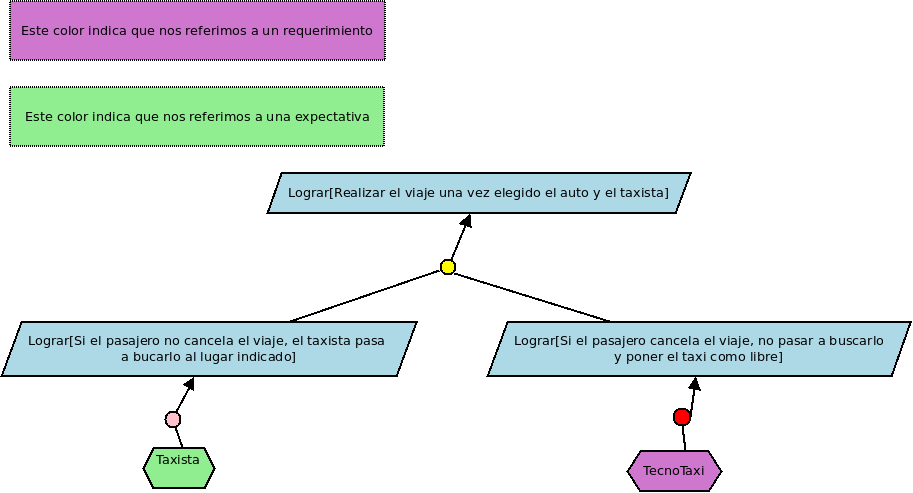 Este color indica que nos referimos a un requerimiento
Este color indica que nos referimos a una expectativa
Lograr[Realizar el viaje una vez elegido el auto y el taxista]
Lograr[Si el pasajero no cancela el viaje, el taxista pasa
a bucarlo al lugar indicado]
Lograr[Si el pasajero cancela el viaje, no pasar a buscarlo
y poner el taxi como libre]
Taxista
TecnoTaxi